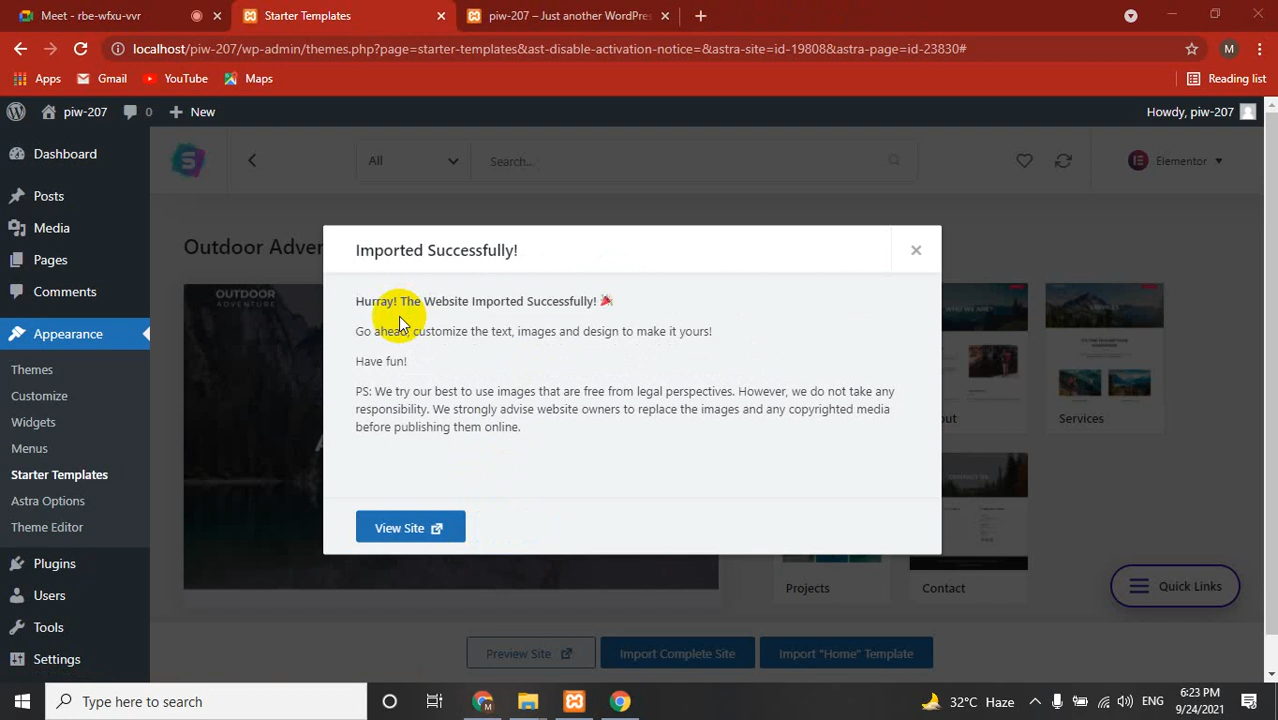 Meet - rbe-wfxu-vvr
Starter Templates
piw-207 – Just another WordPres
localhost/piw-207/wp-admin/themes.php?page=starter-templates&ast-disable-activation-notice=&astra-site=id-19808&astra-page=id-23830#
M
Apps
Gmail
YouTube
Maps
Reading list
piw-207
0
New
Howdy, piw-207
Dashboard
Posts
Media
Pages
Comments
Appearance
Themes
Customize
Widgets
Menus
Starter Templates
Astra Options
Theme Editor
Plugins
Users
Tools
Settings
All
Search...
Elementor
Outdoor Adven
OUTDOOR
ADVENTURE
Imported Successfully!
Hurray! The Website Imported Successfully!
Go ahead, customize the text, images and design to make it yours!
Have fun!
PS: We try our best to use images that are free from legal perspectives. However, we do not take any
responsibility. We strongly advise website owners to replace the images and any copyrighted media
before publishing them online.
View Site
out
Services
Projects
Contact
Quick Links
Preview Site
Import Complete Site
Import "Home" Template
Type here to search
32°C Haze
ENG
6:23 PM
9/24/2021